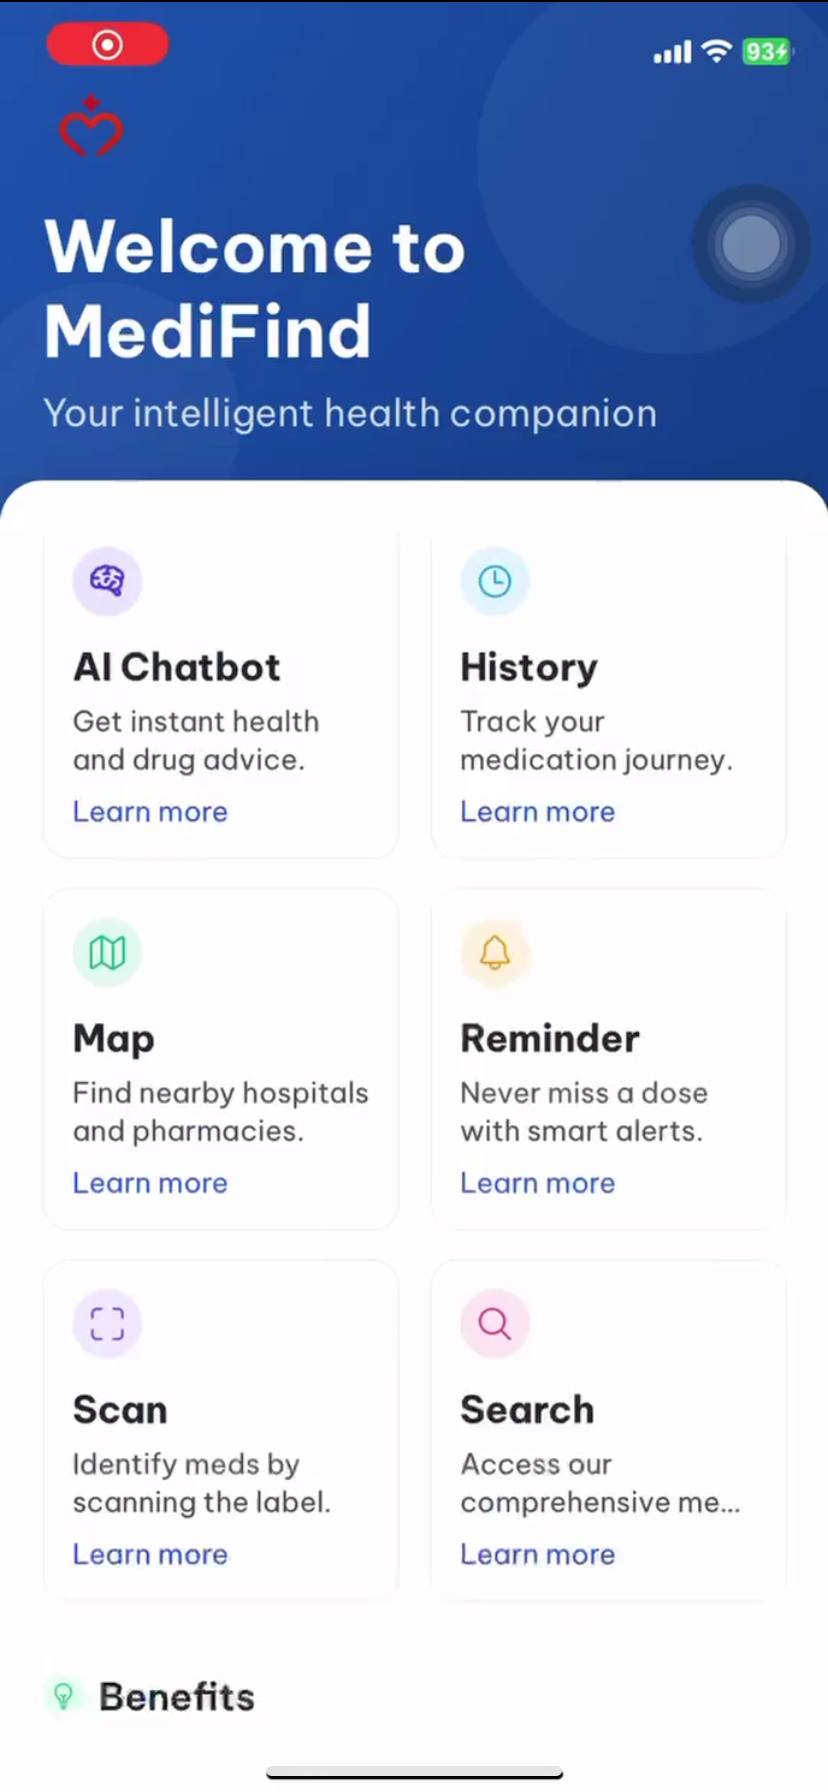 93
Welcome to
MediFind
Your intelligent health companion
AI Chatbot
Get instant health
and drug advice.
Learn more
History
Track your
medication journey.
Learn more
Map
Find nearby hospitals
and pharmacies.
Learn more
Reminder
Never miss a dose
with smart alerts.
Learn more
Scan
Identify meds by
scanning the label.
Learn more
Search
Access our
comprehensive me...
Learn more
Benefits